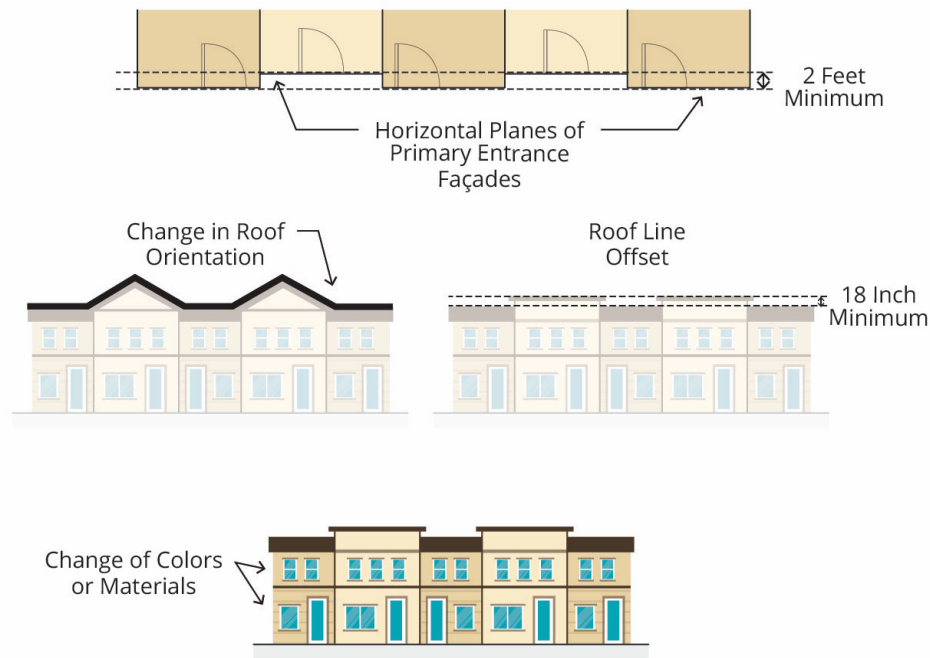 2 Feet
Minimum
Horizontal Planes of
Primary Entrance
Façades
Change in Roof
Orientation
Roof Line
Offset
18 Inch
Minimum
Change of Colors
or Materials